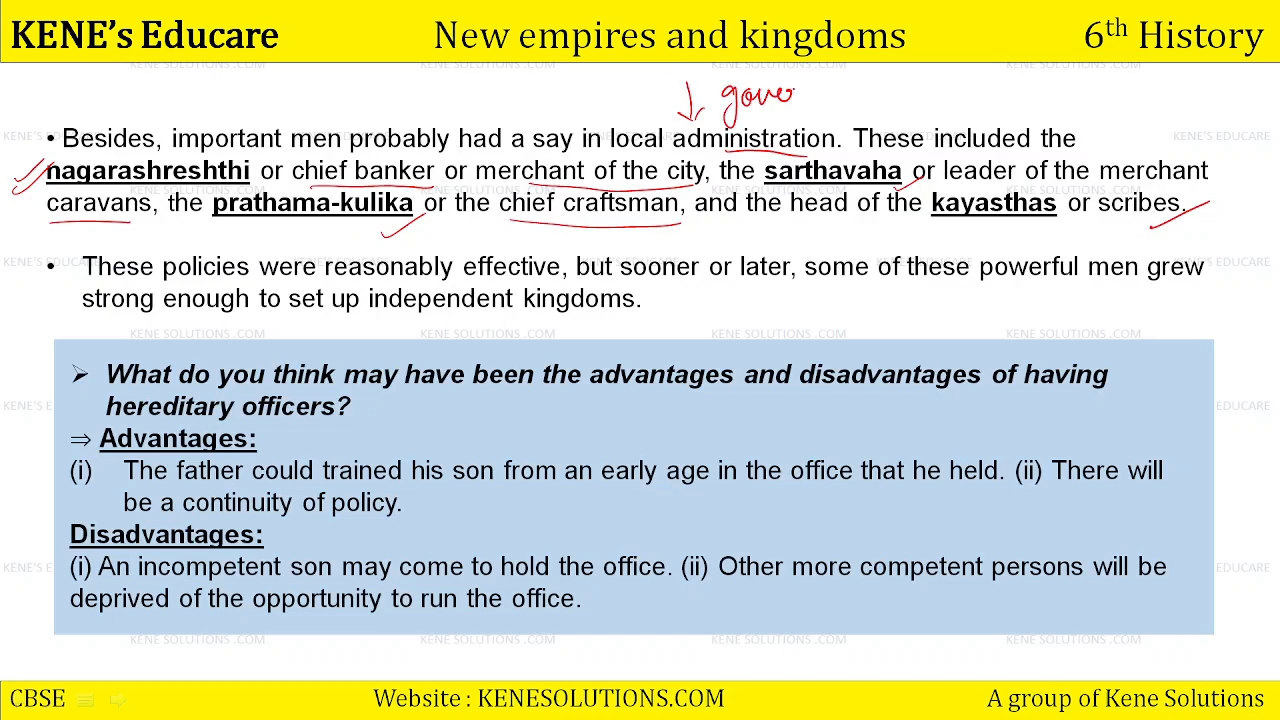 KENE's Educare New empires and kingdoms 6th History
gove
• Besides, important men probably had a say in local administration. These included the
nagarashreshthi or chief banker or merchant of the city, the sarthavaha or leader of the merchant
caravans, the prathama-kulika or the chief craftsman, and the head of the kayasthas or scribes.
• These policies were reasonably effective, but sooner or later, some of these powerful men grew
strong enough to set up independent kingdoms.
➢ What do you think may have been the advantages and disadvantages of having
hereditary officers?
⇒ Advantages:
(i) The father could trained his son from an early age in the office that he held. (ii) There will
be a continuity of policy.
Disadvantages:
(i) An incompetent son may come to hold the office. (ii) Other more competent persons will be
deprived of the opportunity to run the office.
CBSE Website : KENESOLUTIONS.COM A group of Kene Solutions